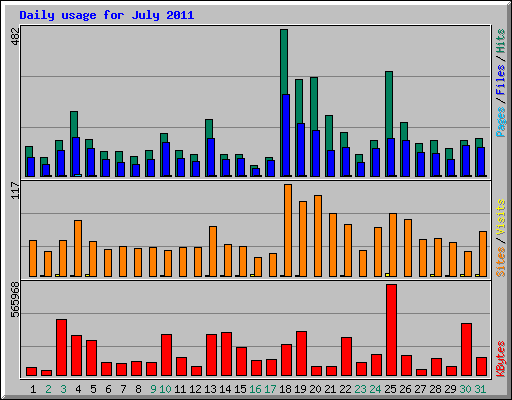 Daily usage for July 2011
482
Pages / Files / Hits
117
Sites / Visits
565968
KBytes
1 2 3 4 5 6 7 8 9 10 11 12 13 14 15 16 17 18 19 20 21 22 23 24 25 26 27 28 29 30 31